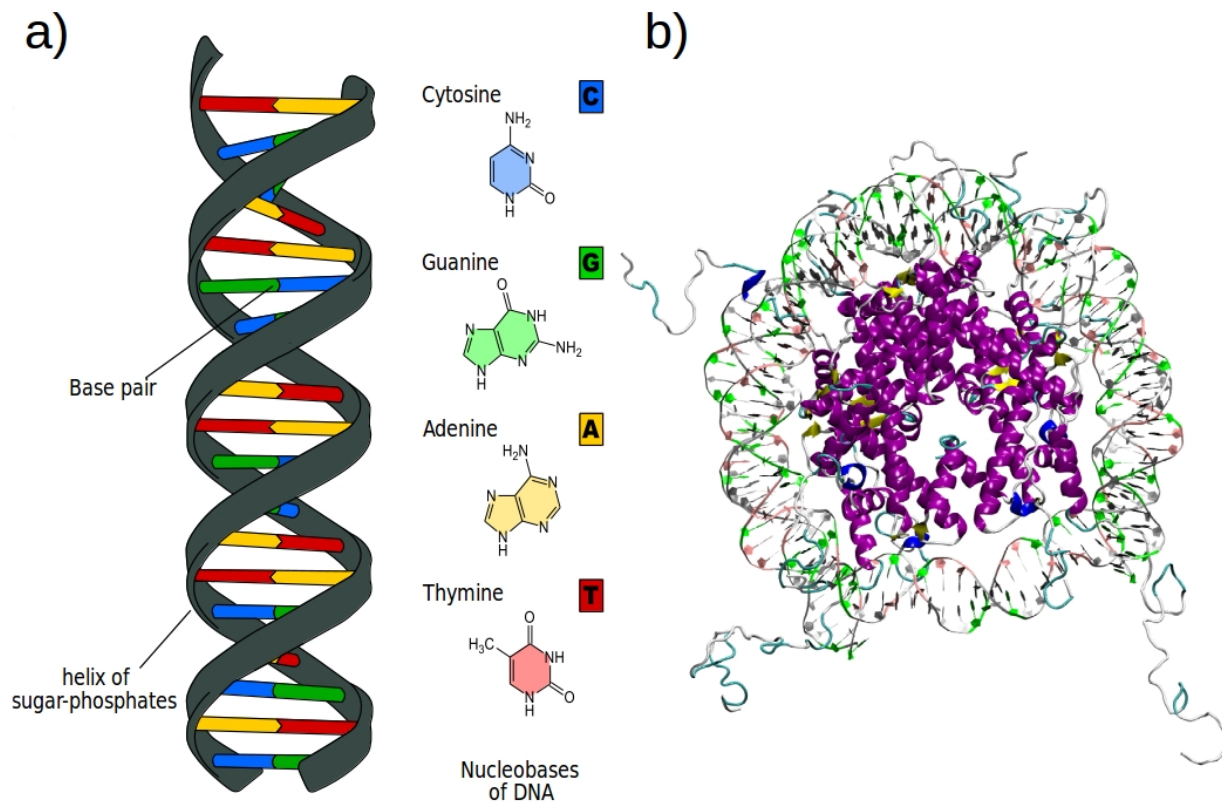 a)
b)
Cytosine
C
NH₂
N
N
H
O
Guanine
G
O
N
NH
N
H
N
NH₂
Adenine
A
H₂N
N
N
N
H
N
Thymine
T
O
H₃C
NH
N
H
O
Base pair
helix of
sugar-phosphates
Nucleobases
of DNA